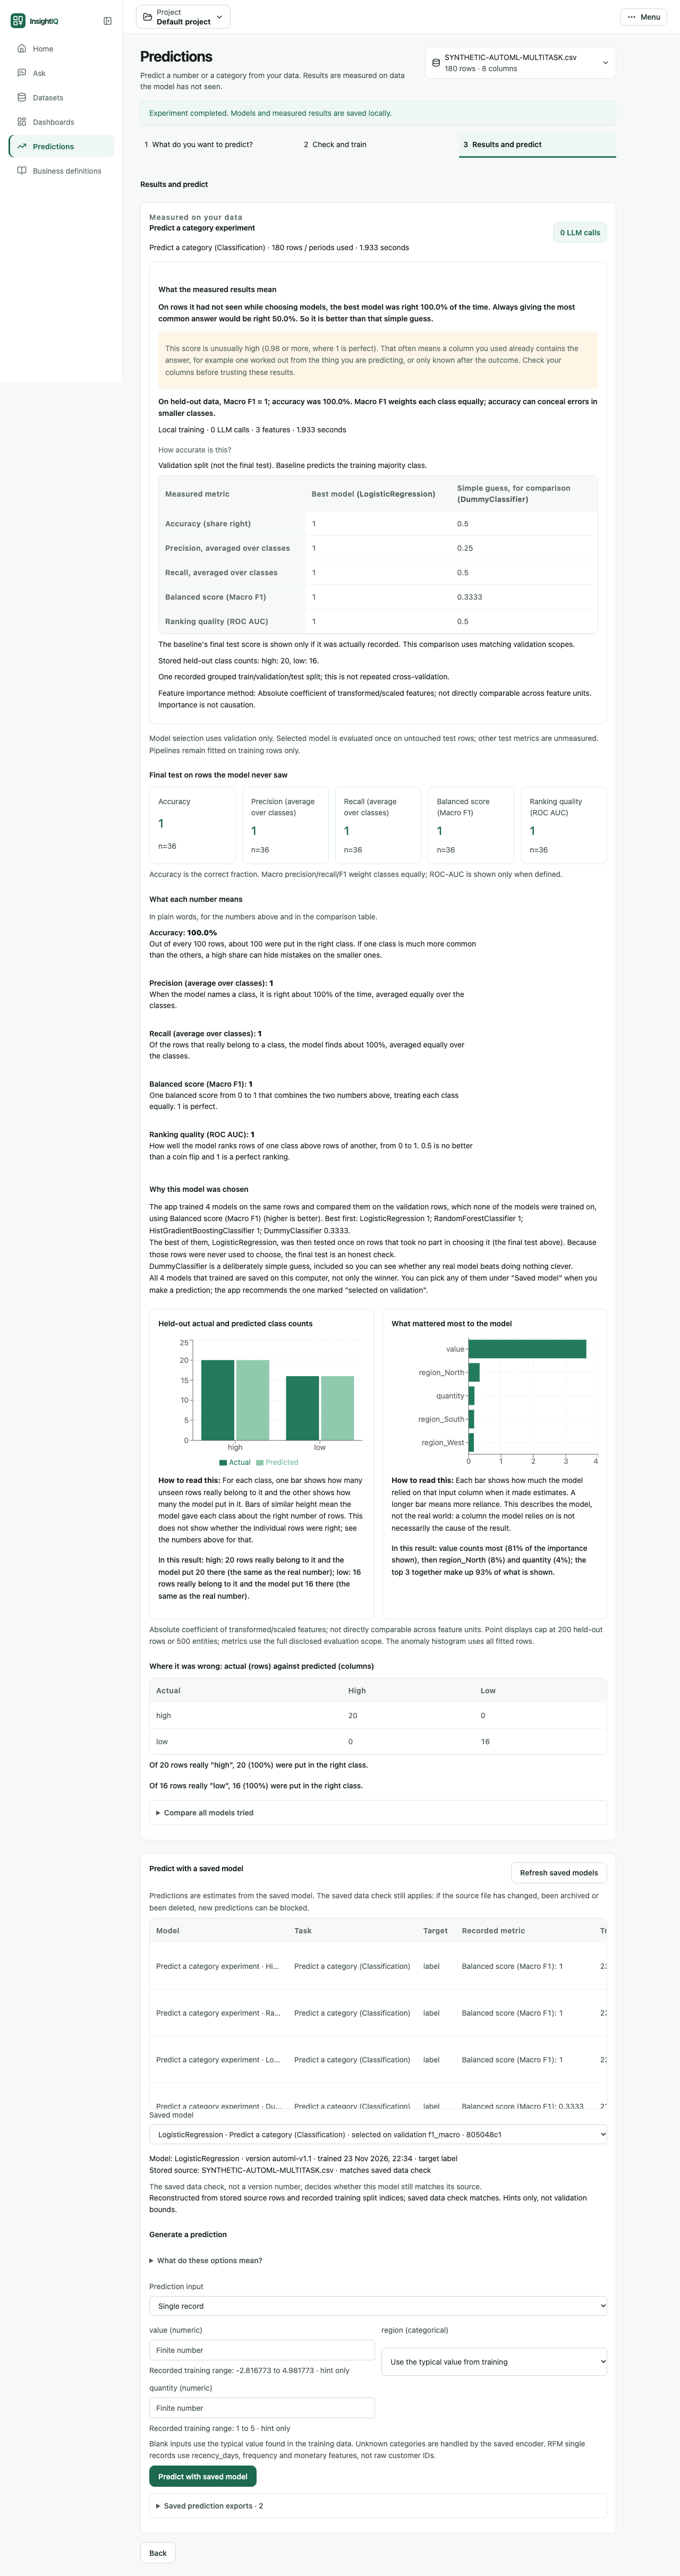 InsightIQ
Home
Ask
Datasets
Dashboards
Predictions
Business definitions
Project
Default project
Menu
Predictions
Predict a number or a category from your data. Results are measured on data
the model has not seen.
SYNTHETIC-AUTOML-MULTITASK.csv
180 rows · 8 columns
Experiment completed. Models and measured results are saved locally.
1 What do you want to predict?
2 Check and train
3 Results and predict
Results and predict
Measured on your data
Predict a category experiment
0 LLM calls
Predict a category (Classification) · 180 rows / periods used · 1.933 seconds
What the measured results mean
On rows it had not seen while choosing models, the best model was right 100.0% of the time. Always giving the most
common answer would be right 50.0%. So it is better than that simple guess.
This score is unusually high (0.98 or more, where 1 is perfect). That often means a column you used already contains the
answer, for example one worked out from the thing you are predicting, or only known after the outcome. Check your
columns before trusting these results.
On held-out data, Macro F1 = 1; accuracy was 100.0%. Macro F1 weights each class equally; accuracy can conceal errors in
smaller classes.
Local training · 0 LLM calls · 3 features · 1.933 seconds
How accurate is this?
Validation split (not the final test). Baseline predicts the training majority class.
Measured metric
Best model (LogisticRegression)
Simple guess, for comparison
(DummyClassifier)
Accuracy (share right) 1 0.5
Precision, averaged over classes 1 0.25
Recall, averaged over classes 1 0.5
Balanced score (Macro F1) 1 0.3333
Ranking quality (ROC AUC) 1 0.5
The baseline's final test score is shown only if it was actually recorded. This comparison uses matching validation scopes.
Stored held-out class counts: high: 20, low: 16.
One recorded grouped train/validation/test split; this is not repeated cross-validation.
Feature importance method: Absolute coefficient of transformed/scaled features; not directly comparable across feature units.
Importance is not causation.
Model selection uses validation only. Selected model is evaluated once on untouched test rows; other test metrics are unmeasured.
Pipelines remain fitted on training rows only.
Final test on rows the model never saw
Accuracy
1
n=36
Precision (average
over classes)
1
n=36
Recall (average
over classes)
1
n=36
Balanced score
(Macro F1)
1
n=36
Ranking quality
(ROC AUC)
1
n=36
Accuracy is the correct fraction. Macro precision/recall/F1 weight classes equally; ROC-AUC is shown only when defined.
What each number means
In plain words, for the numbers above and in the comparison table.
Accuracy: 100.0%
Out of every 100 rows, about 100 were put in the right class. If one class is much more common
than the others, a high share can hide mistakes on the smaller ones.
Precision (average over classes): 1
When the model names a class, it is right about 100% of the time, averaged equally over the
classes.
Recall (average over classes): 1
Of the rows that really belong to a class, the model finds about 100%, averaged equally over
the classes.
Balanced score (Macro F1): 1
One balanced score from 0 to 1 that combines the two numbers above, treating each class
equally. 1 is perfect.
Ranking quality (ROC AUC): 1
How well the model ranks rows of one class above rows of another, from 0 to 1. 0.5 is no better
than a coin flip and 1 is a perfect ranking.
Why this model was chosen
The app trained 4 models on the same rows and compared them on the validation rows, which none of the models were trained on,
using Balanced score (Macro F1) (higher is better). Best first: LogisticRegression 1; RandomForestClassifier 1;
HistGradientBoostingClassifier 1; DummyClassifier 0.3333.
The best of them, LogisticRegression, was then tested once on rows that took no part in choosing it (the final test above). Because
those rows were never used to choose, the final test is an honest check.
DummyClassifier is a deliberately simple guess, included so you can see whether any real model beats doing nothing clever.
All 4 models that trained are saved on this computer, not only the winner. You can pick any of them under "Saved model" when you
make a prediction; the app recommends the one marked "selected on validation".
Held-out actual and predicted class counts
25
20
15
10
5
0
high
low
Actual
Predicted
How to read this: For each class, one bar shows how many
unseen rows really belong to it and the other shows how
many the model put in it. Bars of similar height mean the
model gave each class about the right number of rows. This
does not show whether the individual rows were right; see
the numbers above for that.
In this result: high: 20 rows really belong to it and the
model put 20 there (the same as the real number); low: 16
rows really belong to it and the model put 16 there (the
same as the real number).
What mattered most to the model
value
region_North
quantity
region_South
region_West
0 1 2 3 4
How to read this: Each bar shows how much the model
relied on that input column when it made estimates. A
longer bar means more reliance. This describes the model,
not the real world: a column the model relies on is not
necessarily the cause of the result.
In this result: value counts most (81% of the importance
shown), then region_North (8%) and quantity (4%); the
top 3 together make up 93% of what is shown.
Absolute coefficient of transformed/scaled features; not directly comparable across feature units. Point displays cap at 200 held-out
rows or 500 entities; metrics use the full disclosed evaluation scope. The anomaly histogram uses all fitted rows.
Where it was wrong: actual (rows) against predicted (columns)
Actual High Low
high 20 0
low 0 16
Of 20 rows really "high", 20 (100%) were put in the right class.
Of 16 rows really "low", 16 (100%) were put in the right class.
Compare all models tried
Predict with a saved model
Refresh saved models
Predictions are estimates from the saved model. The saved data check still applies: if the source file has changed, been archived or
been deleted, new predictions can be blocked.
Model Task Target Recorded metric Tr
Predict a category experiment · Hi... Predict a category (Classification) label Balanced score (Macro F1): 1 23
Predict a category experiment · Ra... Predict a category (Classification) label Balanced score (Macro F1): 1 23
Predict a category experiment · Lo... Predict a category (Classification) label Balanced score (Macro F1): 1 23
Predict a category experiment · Du... Predict a category (Classification) label Balanced score (Macro F1): 0.3333
Saved model
LogisticRegression · Predict a category (Classification) · selected on validation f1_macro · 805048c1
Model: LogisticRegression · version automl-v1.1 · trained 23 Nov 2026, 22:34 · target label
Stored source: SYNTHETIC-AUTOML-MULTITASK.csv · matches saved data check
The saved data check, not a version number, decides whether this model still matches its source.
Reconstructed from stored source rows and recorded training split indices; saved data check matches. Hints only, not validation
bounds.
Generate a prediction
What do these options mean?
Prediction input
Single record
value (numeric)
Finite number
Recorded training range: -2.816773 to 4.981773 · hint only
region (categorical)
Use the typical value from training
quantity (numeric)
Finite number
Recorded training range: 1 to 5 · hint only
Blank inputs use the typical value found in the training data. Unknown categories are handled by the saved encoder. RFM single
records use recency_days, frequency and monetary features, not raw customer IDs.
Predict with saved model
Saved prediction exports · 2
Back